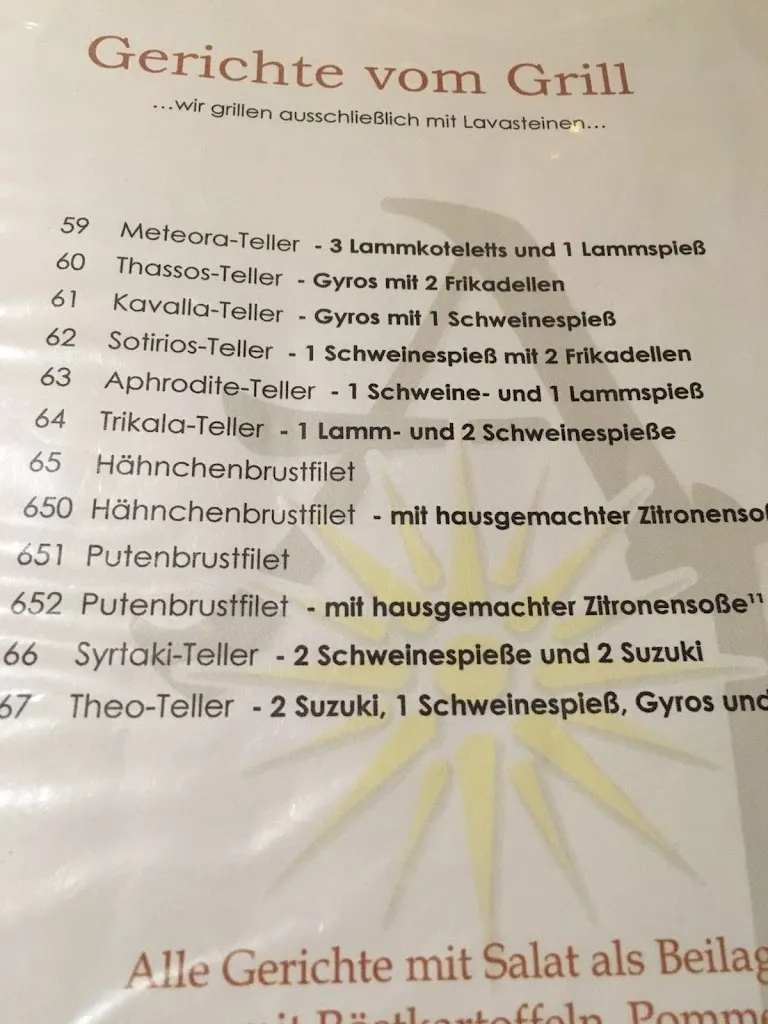 Gerichte vom Grill
...wir grillen ausschließlich mit Lavasteinen...
59 Meteora-Teller - 3 Lammkoteletts und 1 Lammspieß
60 Thassos-Teller - Gyros mit 2 Frikadellen
61 Kavalla-Teller - Gyros mit 1 Schweinespieß
62 Sotirios-Teller - 1 Schweinespieß mit 2 Frikadellen
63 Aphrodite-Teller - 1 Schweine- und 1 Lammspieß
64 Trikala-Teller - 1 Lamm- und 2 Schweinespieße
65 Hähnchenbrustfilet
650 Hähnchenbrustfilet - mit hausgemachter Zitronenso
651 Putenbrustfilet
652 Putenbrustfilet - mit hausgemachter Zitronensoße¹¹
66 Syrtaki-Teller - 2 Schweinespieße und 2 Suzuki
67 Theo-Teller - 2 Suzuki, 1 Schweinespieß, Gyros und
Alle Gerichte mit Salat als Beilag